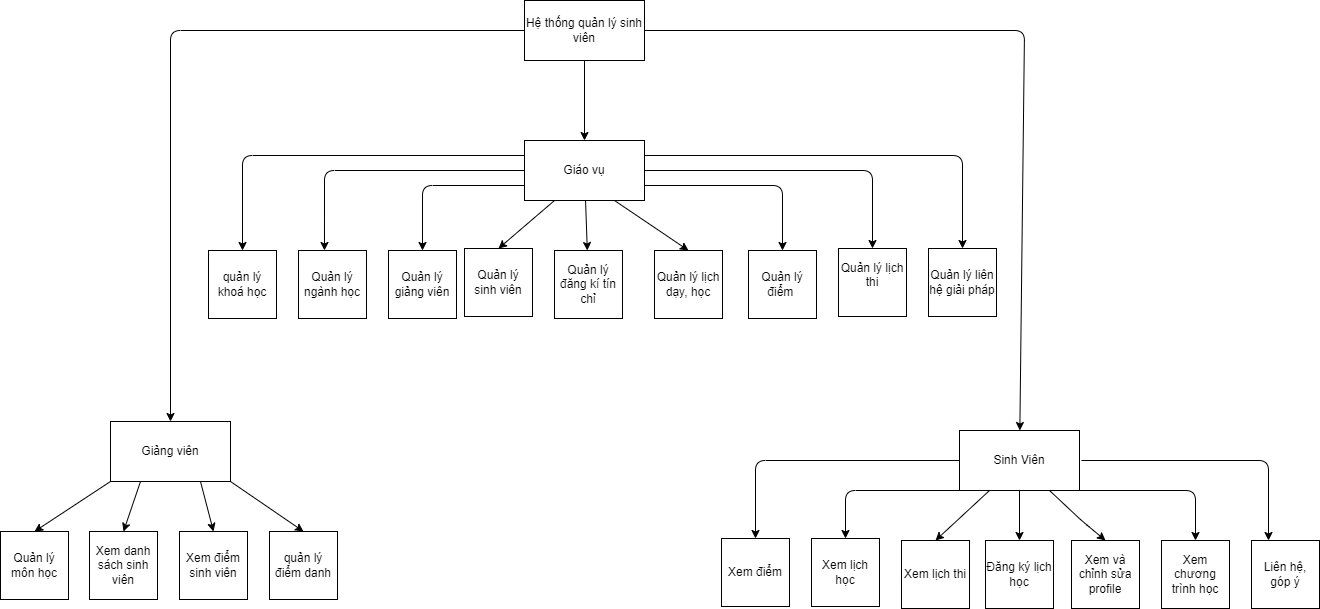 Hệ thống quản lý sinh
viên
Giáo vụ
quản lý
khoá học
Quản lý
ngành học
Quản lý
giảng viên
Quản lý
sinh viên
Quản lý
đăng kí tín
chỉ
Quản lý lịch
dạy, học
Quản lý
điểm
Quản lý lịch
thi
Quản lý liên
hệ giải pháp
Giảng viên
Quản lý
môn học
Xem danh
sách sinh
viên
Xem điểm
sinh viên
quản lý
điểm danh
Sinh Viên
Xem điểm
Xem lịch
học
Xem lịch thi
Đăng ký lịch
học
Xem và
chỉnh sửa
profile
Xem
chương
trình học
Liên hệ,
góp ý